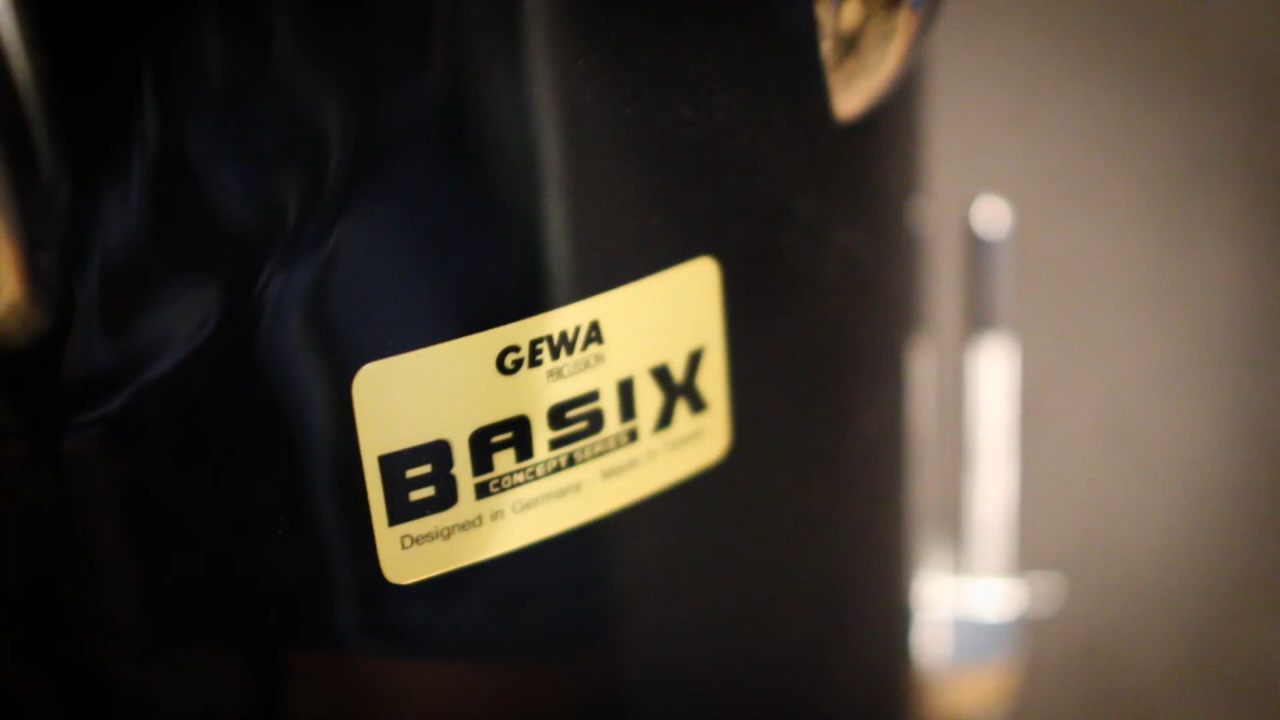 GEWA
PERCUSSION
BASIX
CONCEPT SERIES
Designed in Germany · Made in Taiwan